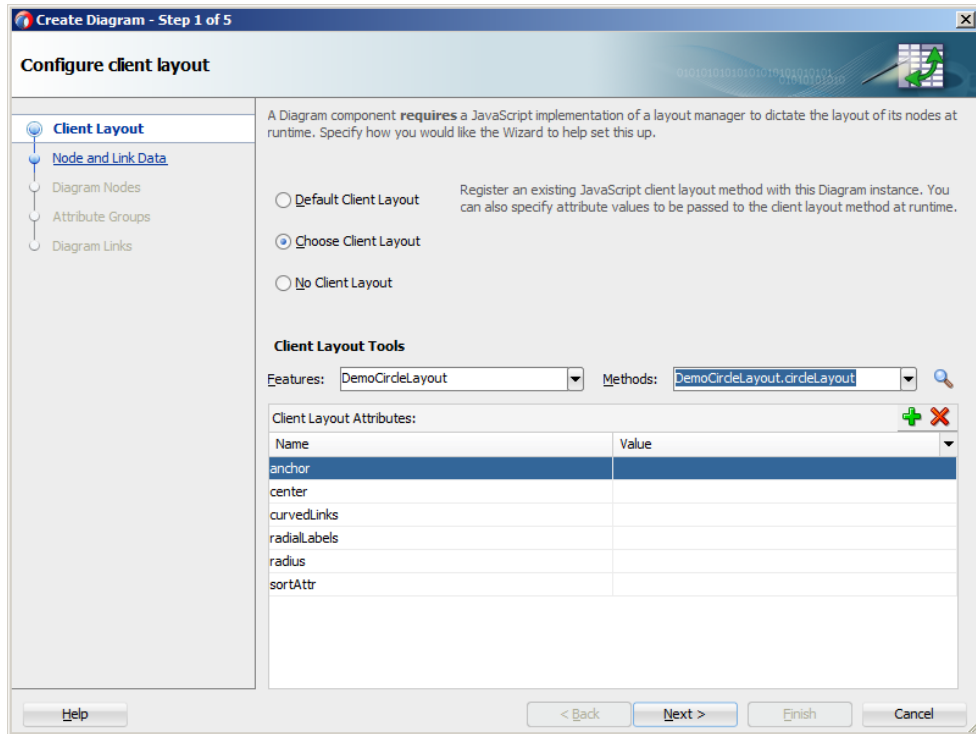 Create Diagram - Step 1 of 5
Configure client layout
Client Layout
Node and Link Data
Diagram Nodes
Attribute Groups
Diagram Links
A Diagram component requires a JavaScript implementation of a layout manager to dictate the layout of its nodes at
runtime. Specify how you would like the Wizard to help set this up.
Default Client Layout
Choose Client Layout
No Client Layout
Register an existing JavaScript client layout method with this Diagram instance. You
can also specify attribute values to be passed to the client layout method at runtime.
Client Layout Tools
Features: DemoCircleLayout Methods: DemoCircleLayout.circleLayout
Client Layout Attributes:
Name Value
anchor
center
curvedLinks
radialLabels
radius
sortAttr
Help < Back Next > Finish Cancel